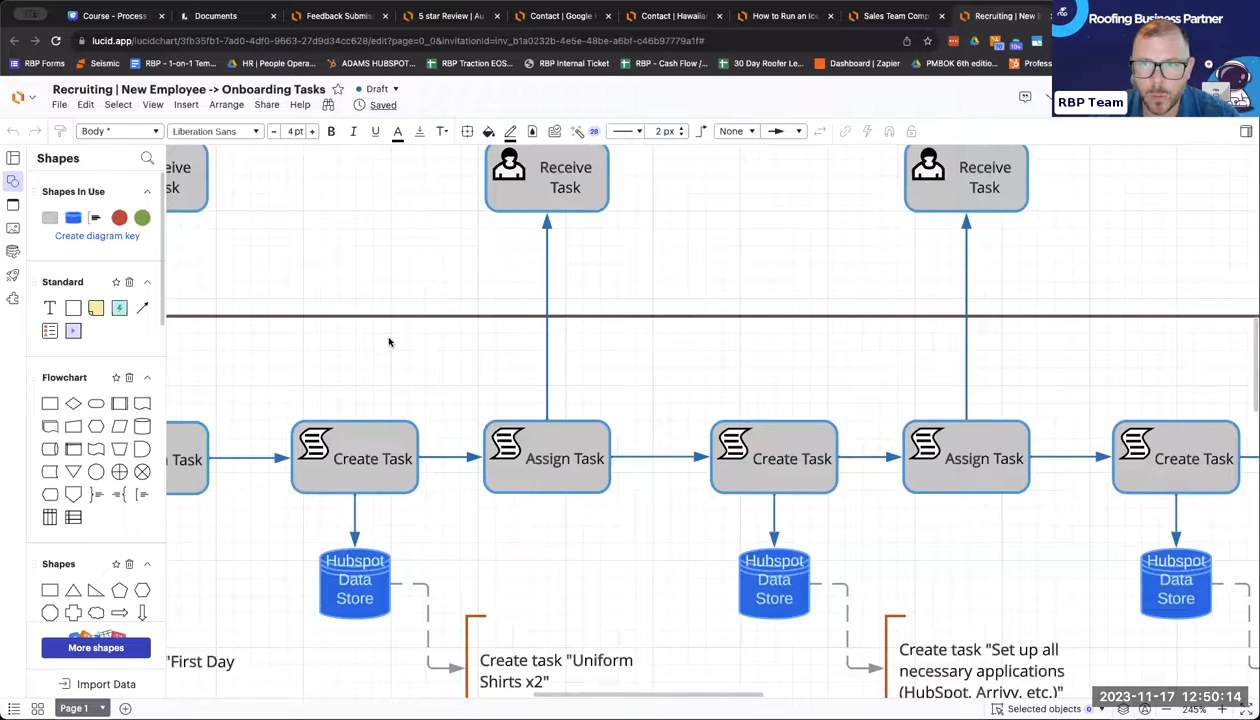 Course - Process
Documents
Feedback Submiss
5 star Review | Au
Contact | Google
Contact | Hawaiian
How to Run an Ice
Sales Team Comp
Recruiting | New E
Roofing Business Partner
lucid.app/lucidchart/3fb35fb1-7ad0-4df0-9663-27d9d34cc628/edit?page=0_0&invitationId=inv_b1a0232b-4e5e-48be-a6bf-c46b97779a1f#
RBP Forms
Seismic
RBP - 1-on-1 Tem...
HR | People Opera...
ADAMS HUBSPOT...
RBP Traction EOS...
RBP Internal Ticket
RBP - Cash Flow /...
30 Day Roofer Le...
Dashboard | Zapier
PMBOK 6th editio...
Profess
RBP Team
Recruiting | New Employee -> Onboarding Tasks
Draft
File Edit Select View Insert Arrange Share Help
Saved
Body *
Liberation Sans
4 pt
28
2 px
None
Shapes
Shapes In Use
Create diagram key
Standard
Flowchart
Shapes
More shapes
Import Data
eive
sk
Receive
Task
Receive
Task
Task
Create Task
Assign Task
Create Task
Assign Task
Create Task
Hubspot
Data
Store
Hubspot
Data
Store
Hubspot
Data
Store
"First Day
Create task "Uniform
Shirts x2"
Create task "Set up all
necessary applications
(HubSpot, Arrivy, etc.)"
2023-11-17 12:50:14
Page 1
Selected objects 0
245%